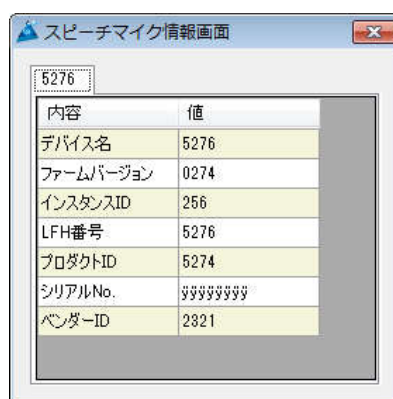 スピーチマイク情報画面
5276
内容 値
デバイス名 5276
ファームバージョン 0274
インスタンスID 256
LFH番号 5276
プロダクトID 5274
シリアルNo. ÿÿÿÿÿÿÿÿ
ベンダーID 2321